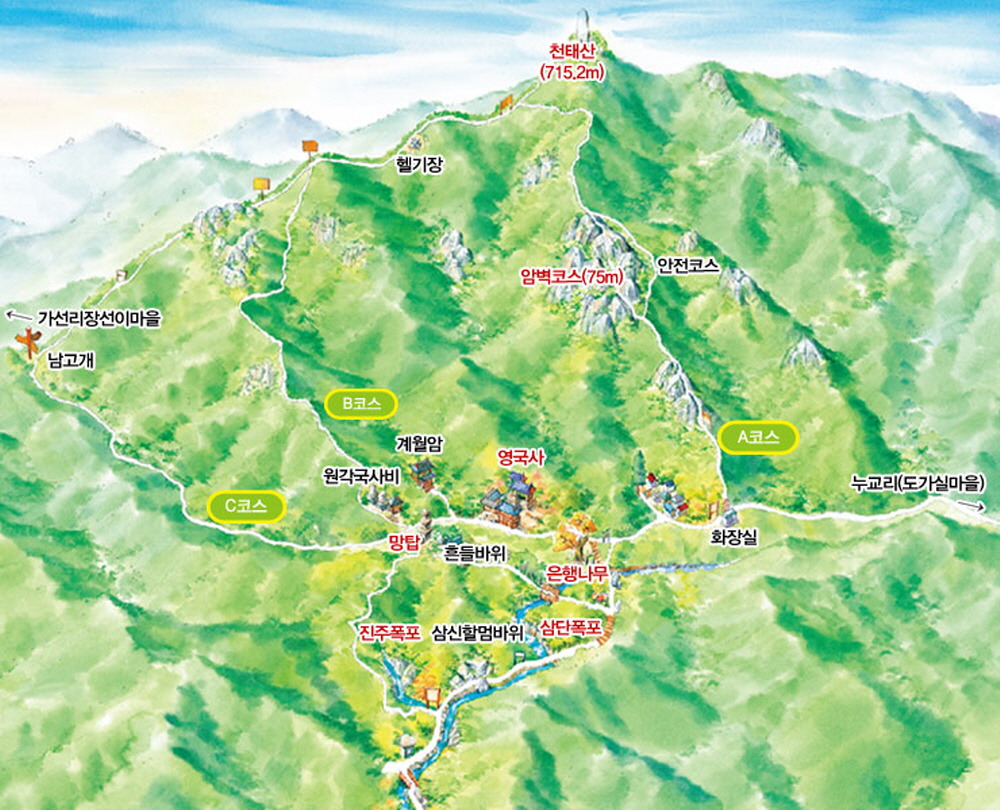 천태산
(715.2m)
헬기장
안전코스
암벽코스(75m)
가선리장선이마을
남고개
B코스
A코스
계월암
영국사
원각국사비
누교리(도가실마을)
C코스
화장실
망탑
흔들바위
은행나무
진주폭포
삼신할멈바위
삼단폭포